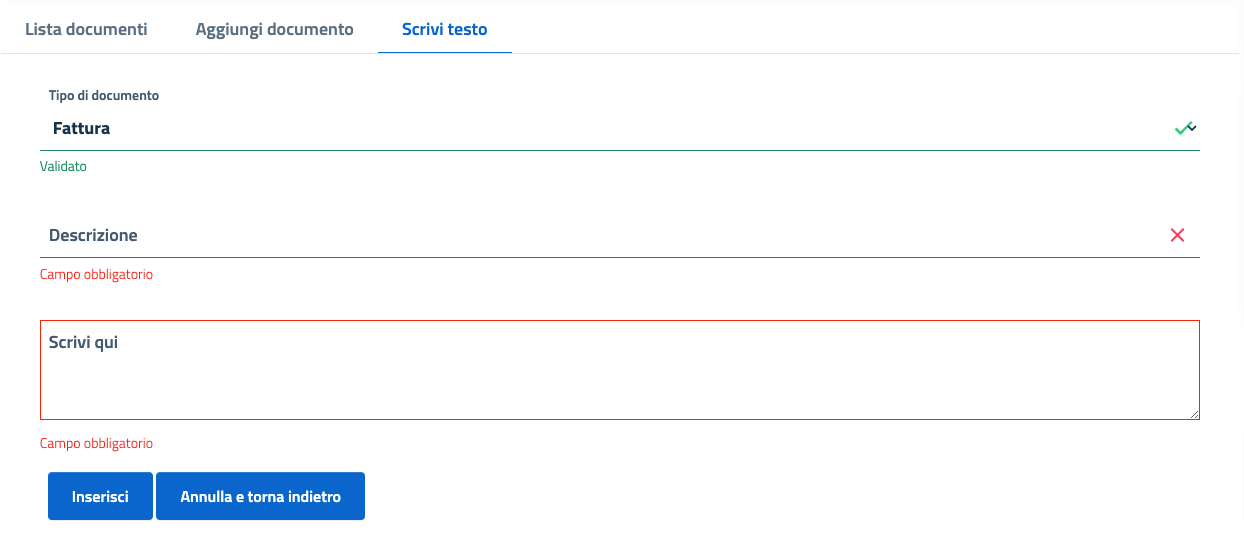 Lista documenti Aggiungi documento Scrivi testo
Tipo di documento
Fattura
Validato
Descrizione
Campo obbligatorio
Scrivi qui
Campo obbligatorio
Inserisci Annulla e torna indietro